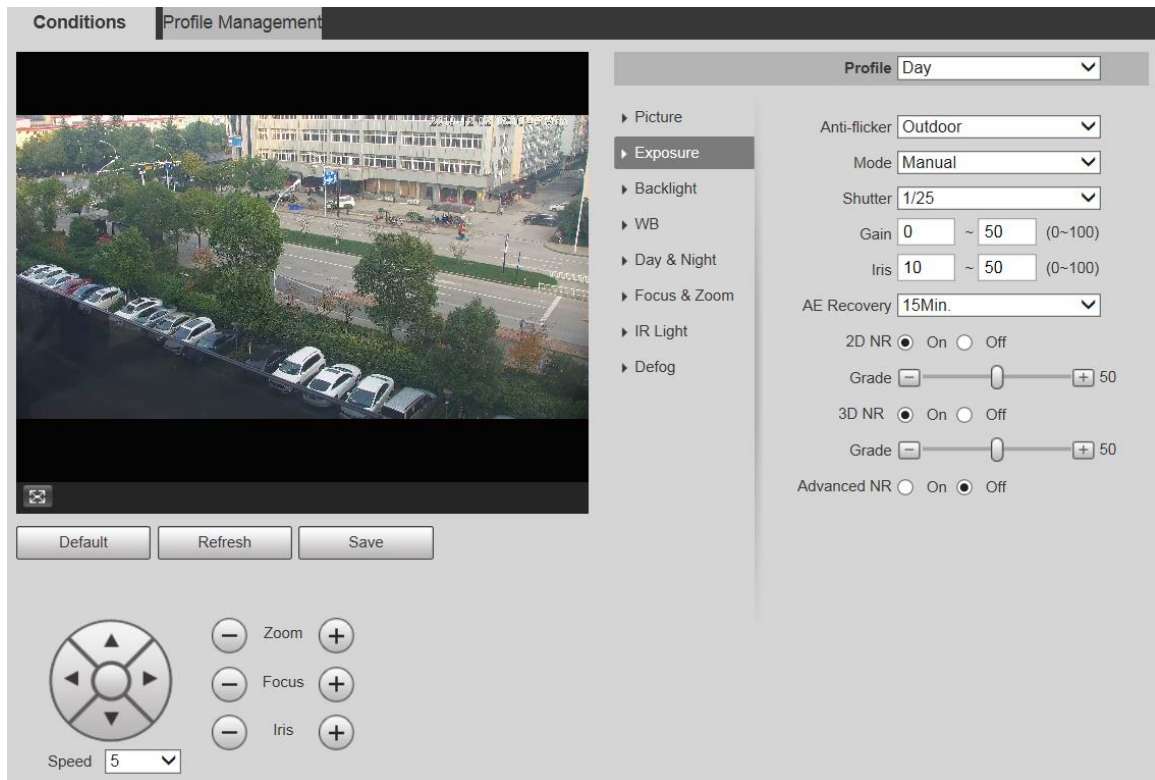 Conditions
Profile Management
Profile Day
Picture
Exposure
Backlight
WB
Day & Night
Focus & Zoom
IR Light
Defog
Anti-flicker Outdoor
Mode Manual
Shutter 1/25
Gain 0 ~ 50 (0~100)
Iris 10 ~ 50 (0~100)
AE Recovery 15Min.
2D NR On Off
Grade 50
3D NR On Off
Grade 50
Advanced NR On Off
Default
Refresh
Save
Zoom
Focus
Iris
Speed 5